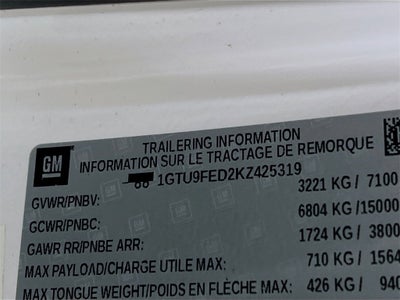 GM
TRAILERING INFORMATION
INFORMATION SUR LE TRACTAGE DE REMORQUE
1GTU9FED2KZ425319
GVWR/PNBV: 3221 KG / 7100
GCWR/PNBC: 6804 KG /15000
GAWR RR/PNBE ARR: 1724 KG / 3800
MAX PAYLOAD/CHARGE UTILE MAX: 710 KG / 1564
MAX TONGUE WEIGHT/POIDS EN FLÈCHE MAX: 426 KG / 940